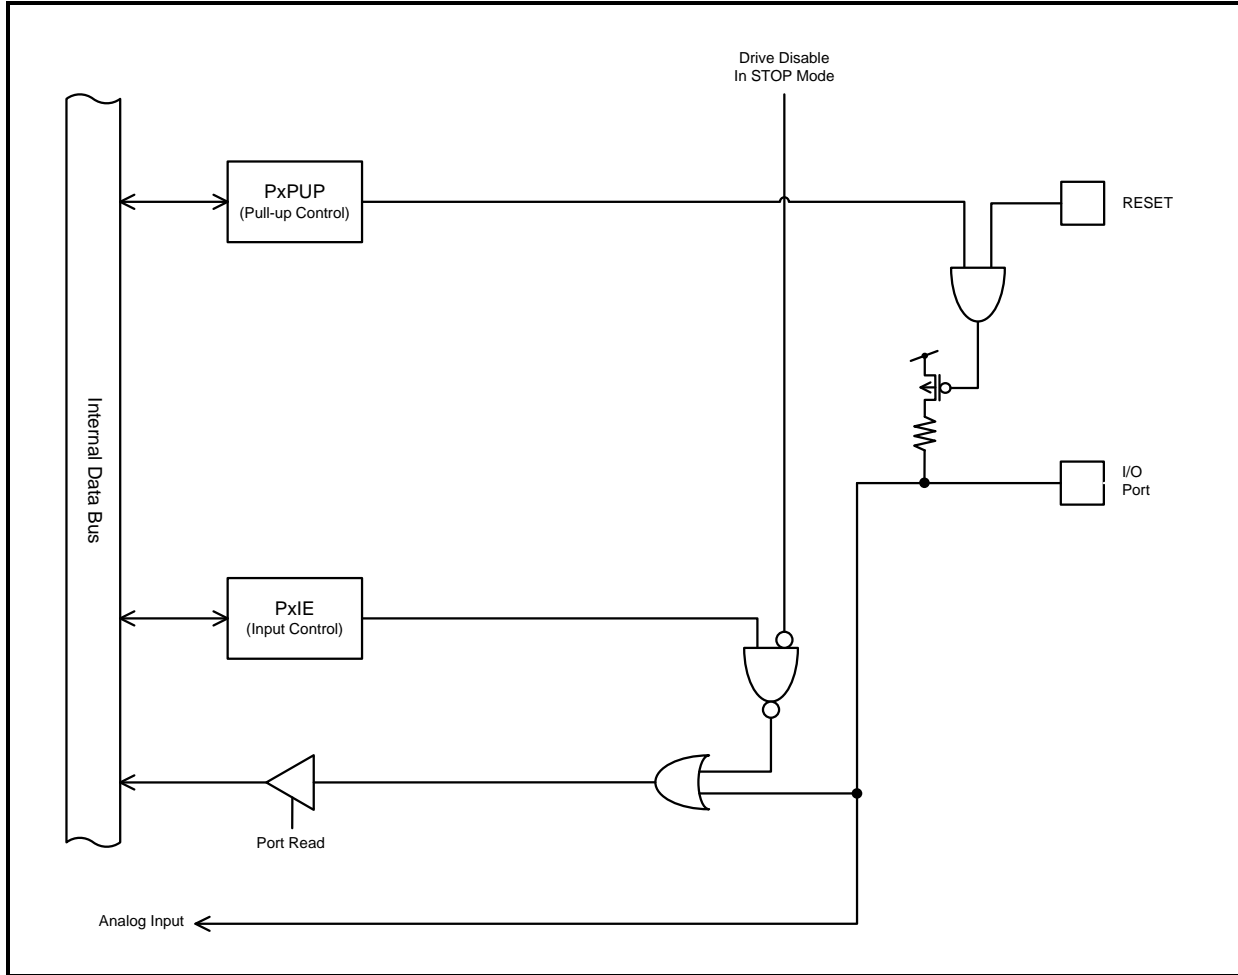 Drive Disable
In STOP Mode
PxPUP
(Pull-up Control)
RESET
Internal Data Bus
I/O
Port
PxIE
(Input Control)
Port Read
Analog Input